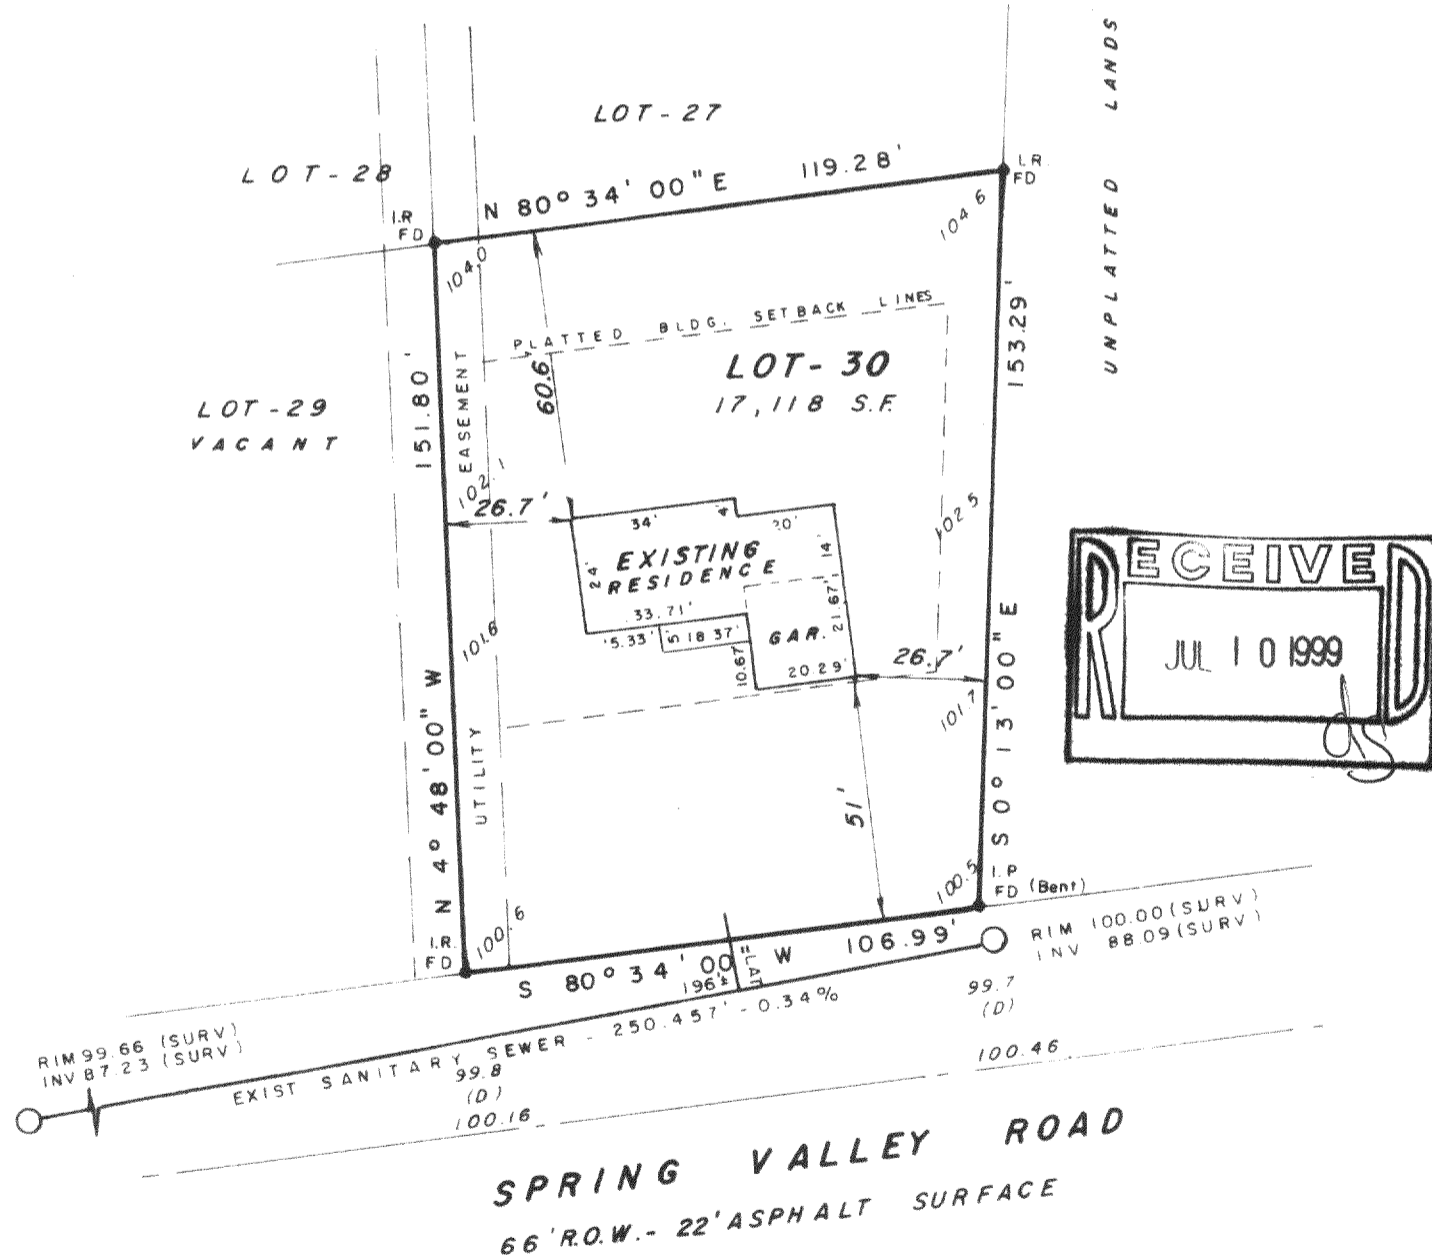 LOT-27
UNPLATTED LANDS
LOT-28
N 80° 34' 00" E 119.28'
I.R.
FD
I.R
FD
104.6
104.0
PLATTED BLDG. SETBACK LINES
153.29'
LOT-30
17,118 S.F.
60.6'
151.80'
EASEMENT
LOT-29
VACANT
102.1
26.7'
34'
4'
20'
102.5
EXISTING
RESIDENCE
24'
14'
RECEIVED
JUL 10 1999
33.71'
21.67'
15.33'
5'
18.37'
GAR.
101.6
10.67'
20.29'
26.7'
S 0° 13' 00" E
N 4° 48' 00" W
101.7
UTILITY
51'
100.5
I.P
FD (Bent)
100.6
I.R.
FD
S 80° 34' 00" W 106.99'
RIM 100.00 (SURV)
INV 88.09 (SURV)
196'±
LAT
99.7
(D)
RIM 99.66 (SURV)
INV 87.23 (SURV)
EXIST SANITARY SEWER - 250.457' - 0.34%
99.8
(D)
100.16
100.46
SPRING VALLEY ROAD
66' R.O.W. - 22' ASPHALT SURFACE